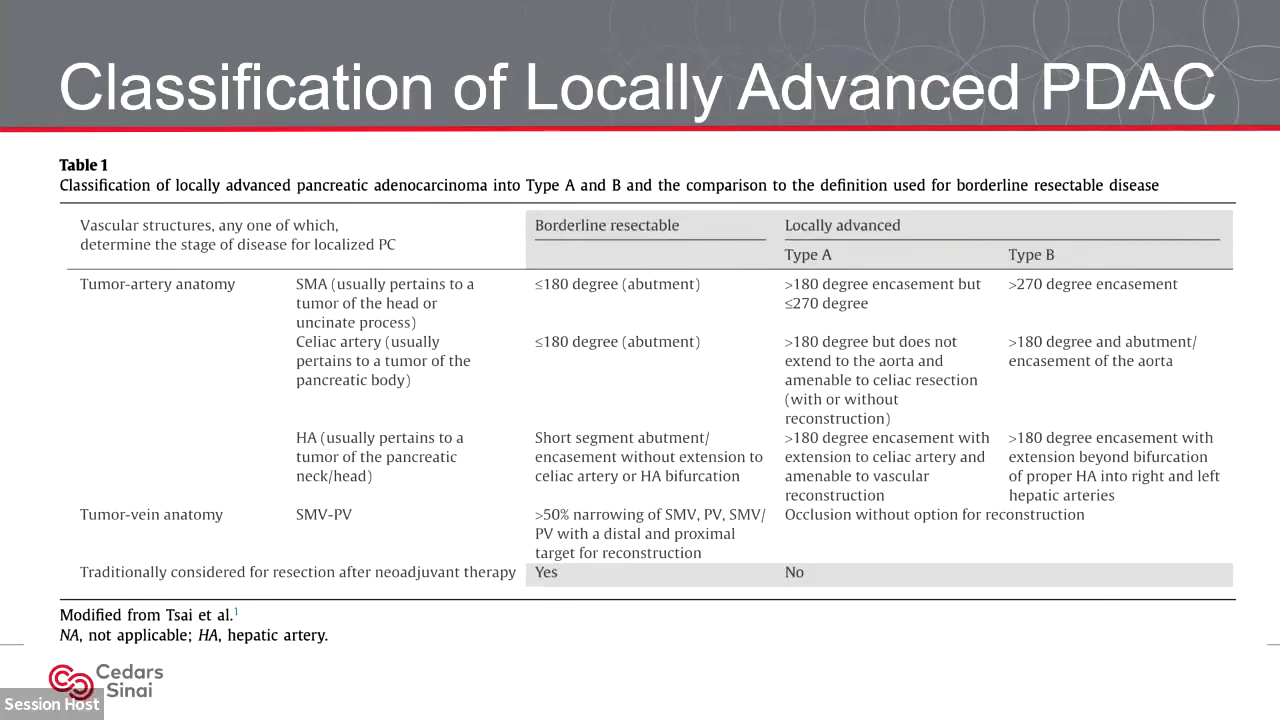 Classification of Locally Advanced PDAC
Table 1
Classification of locally advanced pancreatic adenocarcinoma into Type A and B and the comparison to the definition used for borderline resectable disease
Vascular structures, any one of which,
determine the stage of disease for localized PC
Borderline resectable
Locally advanced
Type A
Type B
Tumor-artery anatomy
SMA (usually pertains to a
tumor of the head or
uncinate process)
≤180 degree (abutment)
>180 degree encasement but
≤270 degree
>270 degree encasement
Celiac artery (usually
pertains to a tumor of the
pancreatic body)
≤180 degree (abutment)
>180 degree but does not
extend to the aorta and
amenable to celiac resection
(with or without
reconstruction)
>180 degree and abutment/
encasement of the aorta
HA (usually pertains to a
tumor of the pancreatic
neck/head)
Short segment abutment/
encasement without extension to
celiac artery or HA bifurcation
>180 degree encasement with
extension to celiac artery and
amenable to vascular
reconstruction
>180 degree encasement with
extension beyond bifurcation
of proper HA into right and left
hepatic arteries
Tumor-vein anatomy
SMV-PV
>50% narrowing of SMV, PV, SMV/
PV with a distal and proximal
target for reconstruction
Occlusion without option for reconstruction
Traditionally considered for resection after neoadjuvant therapy
Yes
No
Modified from Tsai et al.1
NA, not applicable; HA, hepatic artery.
Cedars
Sinai
Session Host